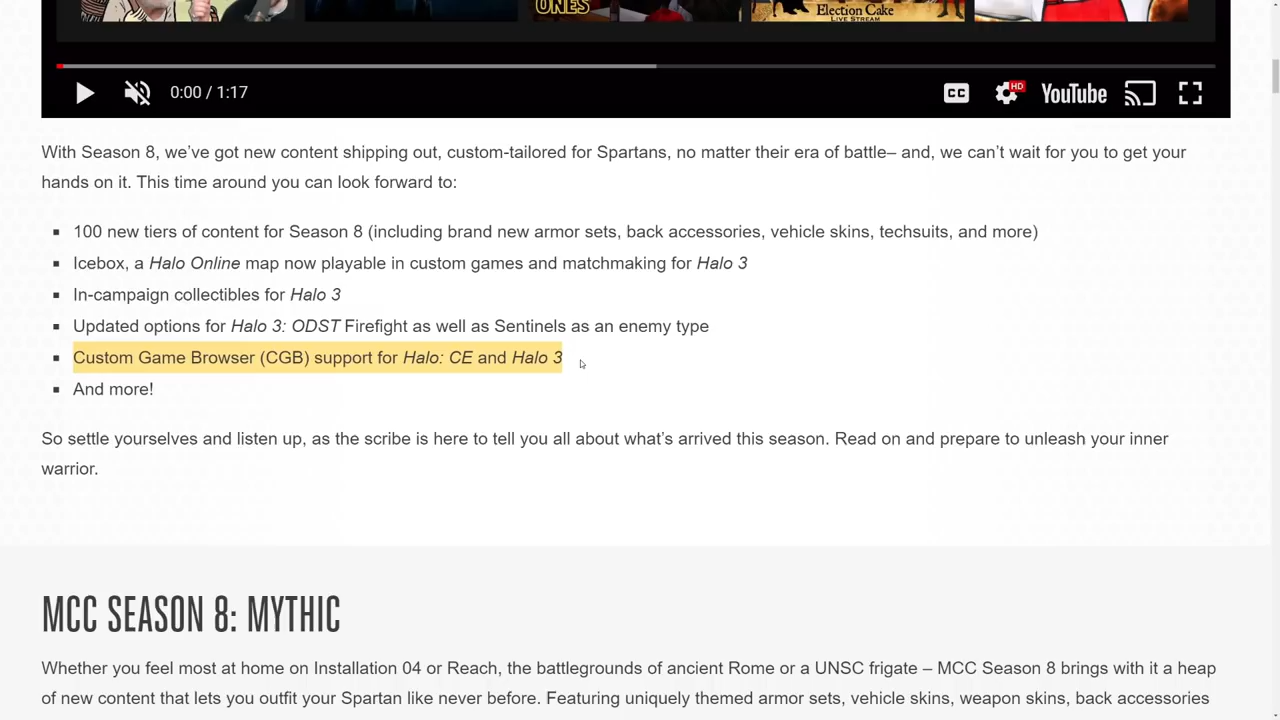 ONES
Election Cake
LIVE STREAM
0:00 / 1:17
CC
HD
YouTube
With Season 8, we’ve got new content shipping out, custom-tailored for Spartans, no matter their era of battle– and, we can’t wait for you to get your
hands on it. This time around you can look forward to:
100 new tiers of content for Season 8 (including brand new armor sets, back accessories, vehicle skins, techsuits, and more)
Icebox, a Halo Online map now playable in custom games and matchmaking for Halo 3
In-campaign collectibles for Halo 3
Updated options for Halo 3: ODST Firefight as well as Sentinels as an enemy type
Custom Game Browser (CGB) support for Halo: CE and Halo 3
And more!
So settle yourselves and listen up, as the scribe is here to tell you all about what’s arrived this season. Read on and prepare to unleash your inner
warrior.
MCC SEASON 8: MYTHIC
Whether you feel most at home on Installation 04 or Reach, the battlegrounds of ancient Rome or a UNSC frigate – MCC Season 8 brings with it a heap
of new content that lets you outfit your Spartan like never before. Featuring uniquely themed armor sets, vehicle skins, weapon skins, back accessories